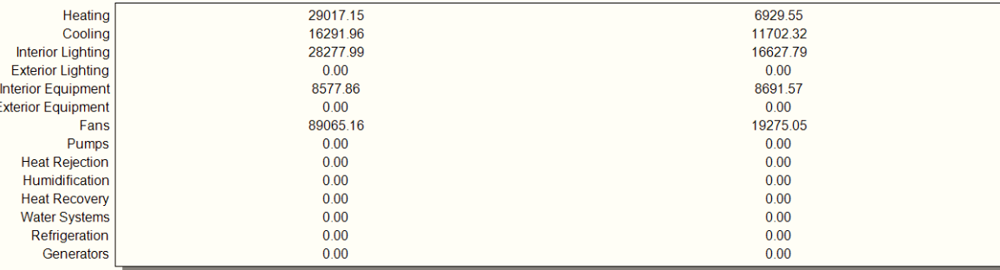 Heating 29017.15 6929.55
Cooling 16291.96 11702.32
Interior Lighting 28277.99 16627.79
Exterior Lighting 0.00 0.00
Interior Equipment 8577.86 8691.57
Exterior Equipment 0.00 0.00
Fans 89065.16 19275.05
Pumps 0.00 0.00
Heat Rejection 0.00 0.00
Humidification 0.00 0.00
Heat Recovery 0.00 0.00
Water Systems 0.00 0.00
Refrigeration 0.00 0.00
Generators 0.00 0.00